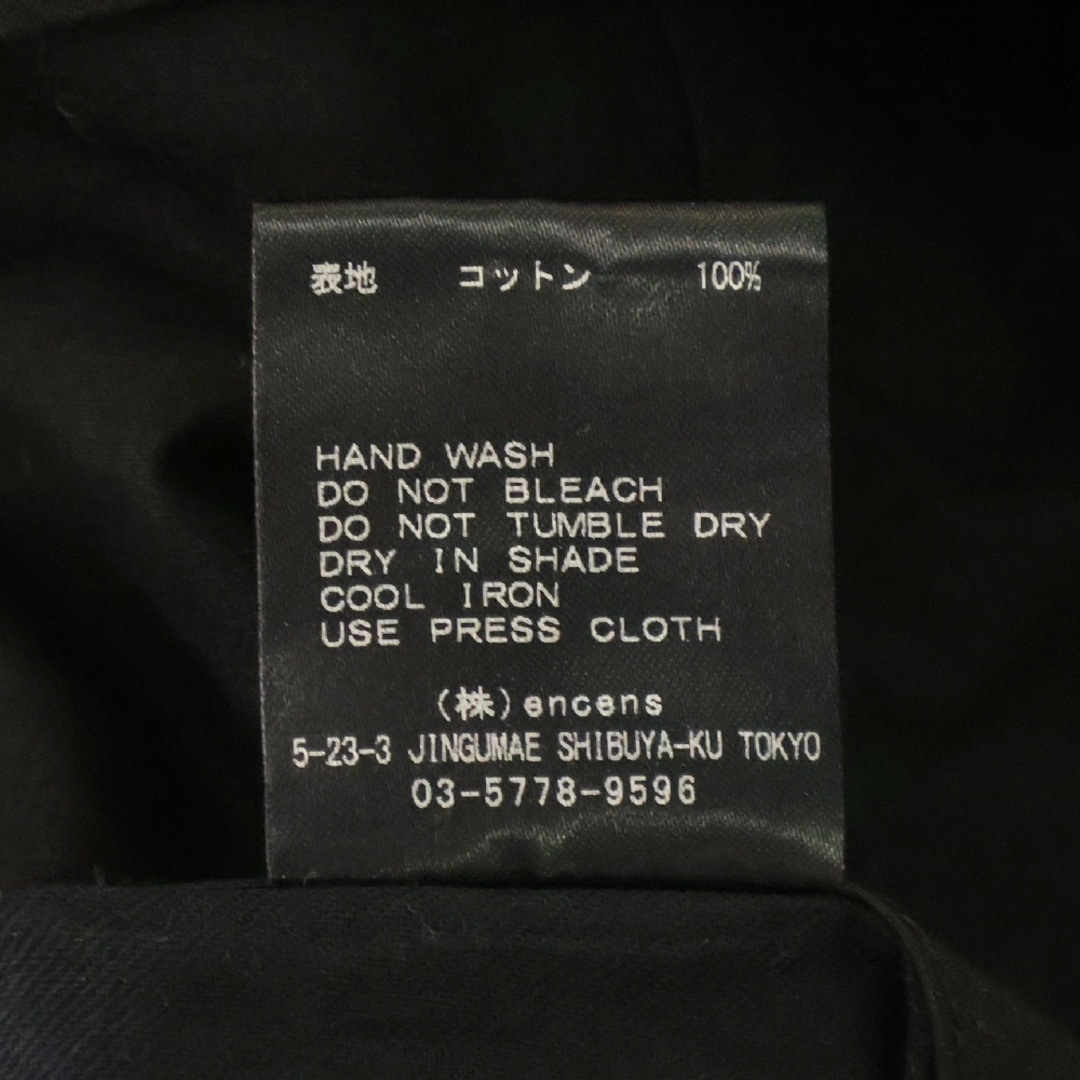 表地 コットン 100%
HAND WASH
DO NOT BLEACH
DO NOT TUMBLE DRY
DRY IN SHADE
COOL IRON
USE PRESS CLOTH
(株)encens
5-23-3 JINGUMAE SHIBUYA-KU TOKYO
03-5778-9596